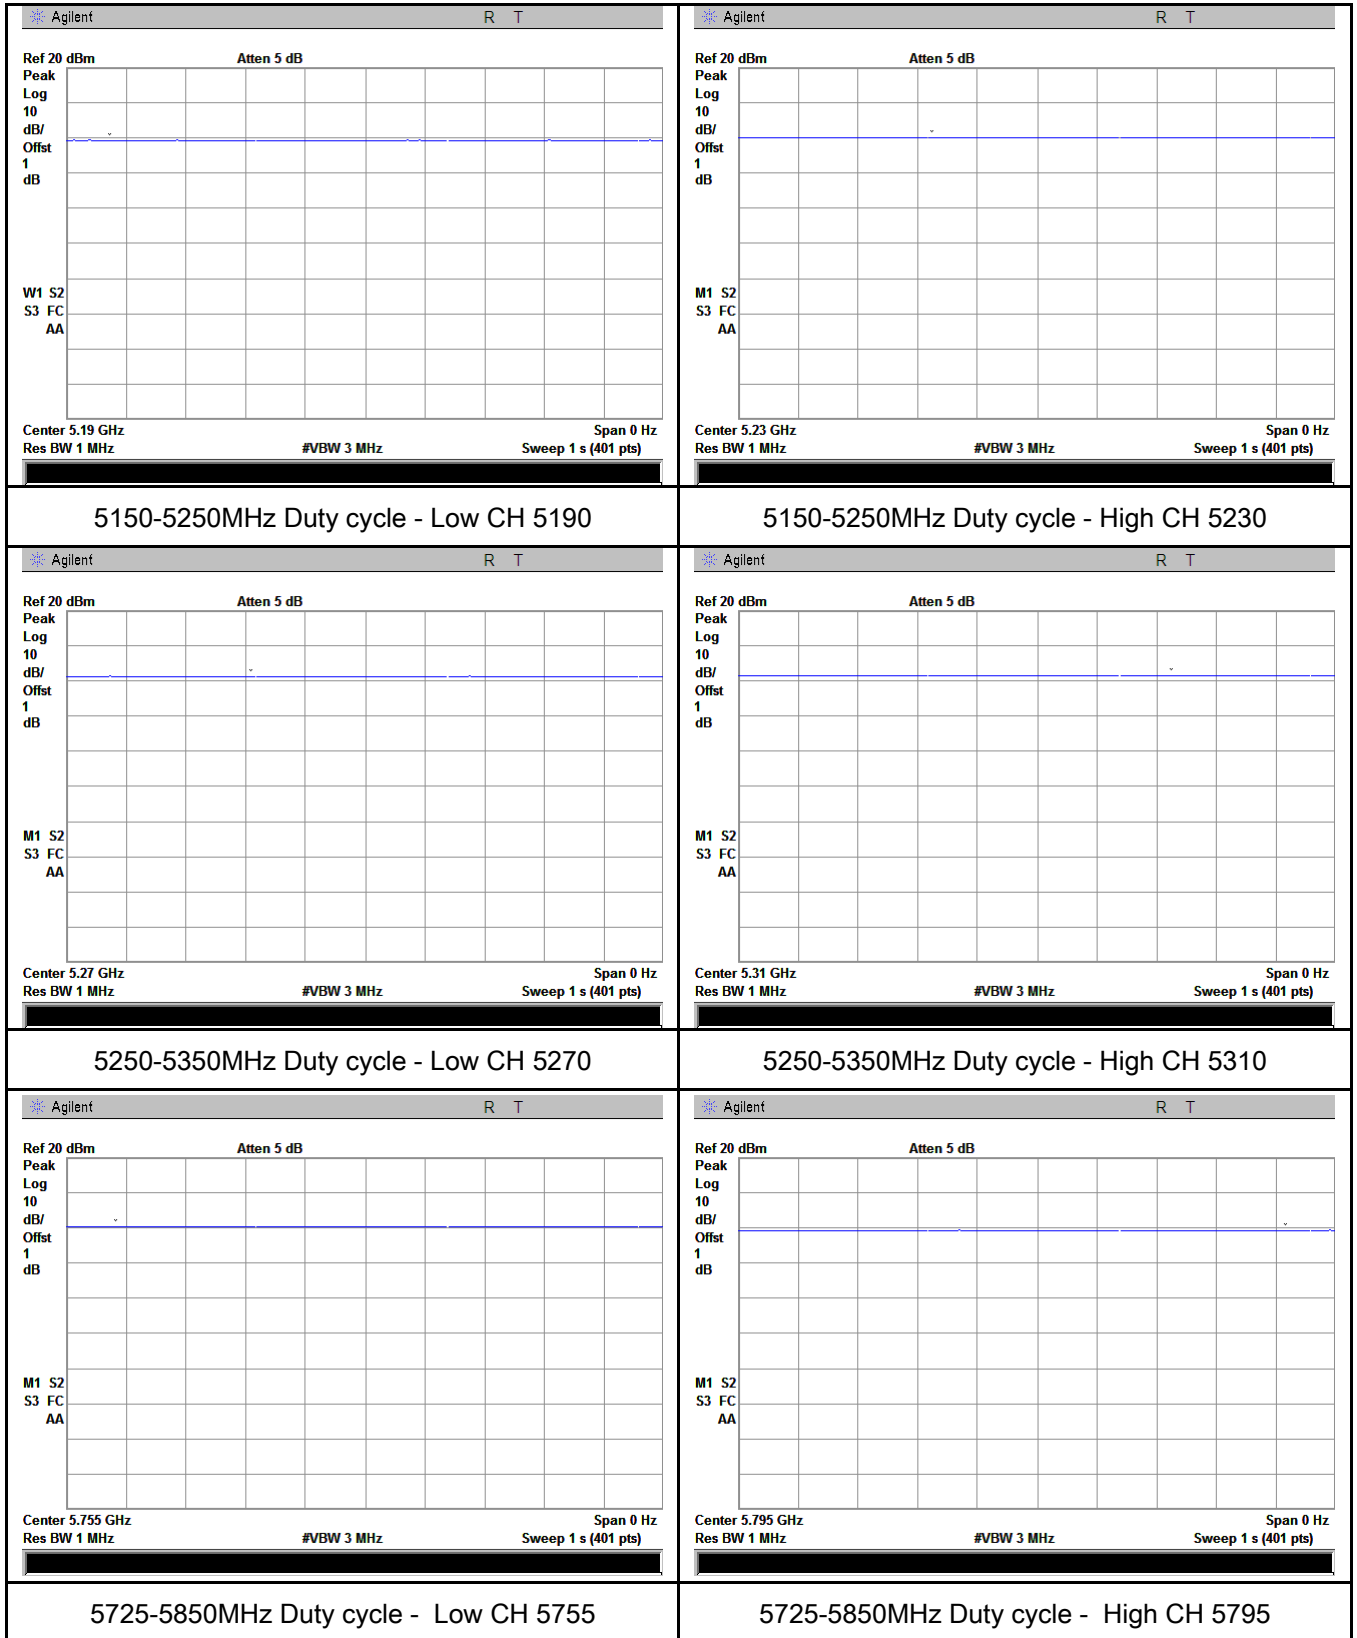 Agilent R T
Ref 20 dBm Atten 5 dB
Peak
Log
10
dB/
Offst
1
dB
W1 S2
S3 FC
AA
Center 5.19 GHz Span 0 Hz
Res BW 1 MHz #VBW 3 MHz Sweep 1 s (401 pts)
5150-5250MHz Duty cycle - Low CH 5190
Agilent R T
Ref 20 dBm Atten 5 dB
Peak
Log
10
dB/
Offst
1
dB
M1 S2
S3 FC
AA
Center 5.23 GHz Span 0 Hz
Res BW 1 MHz #VBW 3 MHz Sweep 1 s (401 pts)
5150-5250MHz Duty cycle - High CH 5230
Agilent R T
Ref 20 dBm Atten 5 dB
Peak
Log
10
dB/
Offst
1
dB
M1 S2
S3 FC
AA
Center 5.27 GHz Span 0 Hz
Res BW 1 MHz #VBW 3 MHz Sweep 1 s (401 pts)
5250-5350MHz Duty cycle - Low CH 5270
Agilent R T
Ref 20 dBm Atten 5 dB
Peak
Log
10
dB/
Offst
1
dB
M1 S2
S3 FC
AA
Center 5.31 GHz Span 0 Hz
Res BW 1 MHz #VBW 3 MHz Sweep 1 s (401 pts)
5250-5350MHz Duty cycle - High CH 5310
Agilent R T
Ref 20 dBm Atten 5 dB
Peak
Log
10
dB/
Offst
1
dB
M1 S2
S3 FC
AA
Center 5.755 GHz Span 0 Hz
Res BW 1 MHz #VBW 3 MHz Sweep 1 s (401 pts)
5725-5850MHz Duty cycle - Low CH 5755
Agilent R T
Ref 20 dBm Atten 5 dB
Peak
Log
10
dB/
Offst
1
dB
M1 S2
S3 FC
AA
Center 5.795 GHz Span 0 Hz
Res BW 1 MHz #VBW 3 MHz Sweep 1 s (401 pts)
5725-5850MHz Duty cycle - High CH 5795